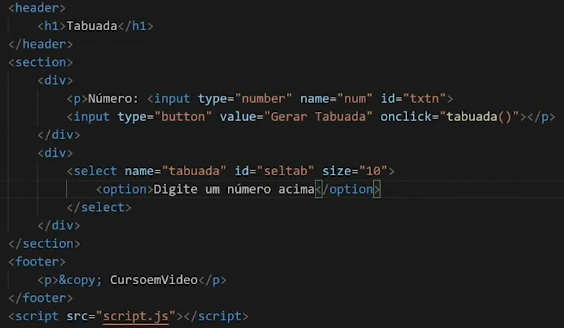 <header>
<h1>Tabuada</h1>
</header>
<section>
<div>
<p>Número: <input type="number" name="num" id="txtn">
<input type="button" value="Gerar Tabuada" onclick="tabuada()"></p>
</div>
<div>
<select name="tabuada" id="seltab" size="10">
<option>Digite um número acima</option>
</select>
</div>
</section>
<footer>
<p>&copy; CursoemVideo</p>
</footer>
<script src="script.js"></script>